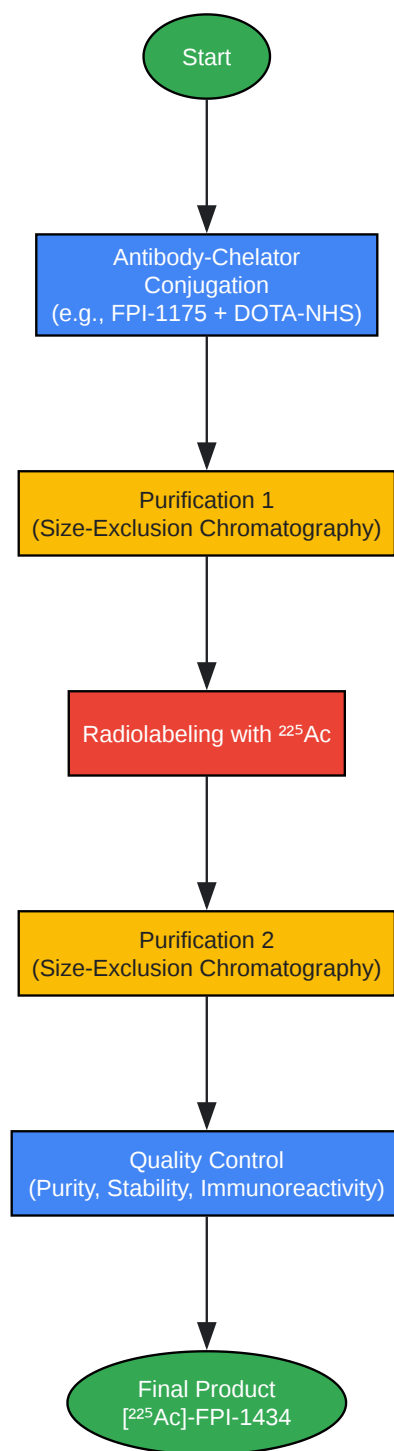 Start
Antibody-Chelator
Conjugation
(e.g., FPI-1175 + DOTA-NHS)
Purification 1
(Size-Exclusion Chromatography)
Radiolabeling with ²²⁵Ac
Purification 2
(Size-Exclusion Chromatography)
Quality Control
(Purity, Stability, Immunoreactivity)
Final Product
[²²⁵Ac]-FPI-1434